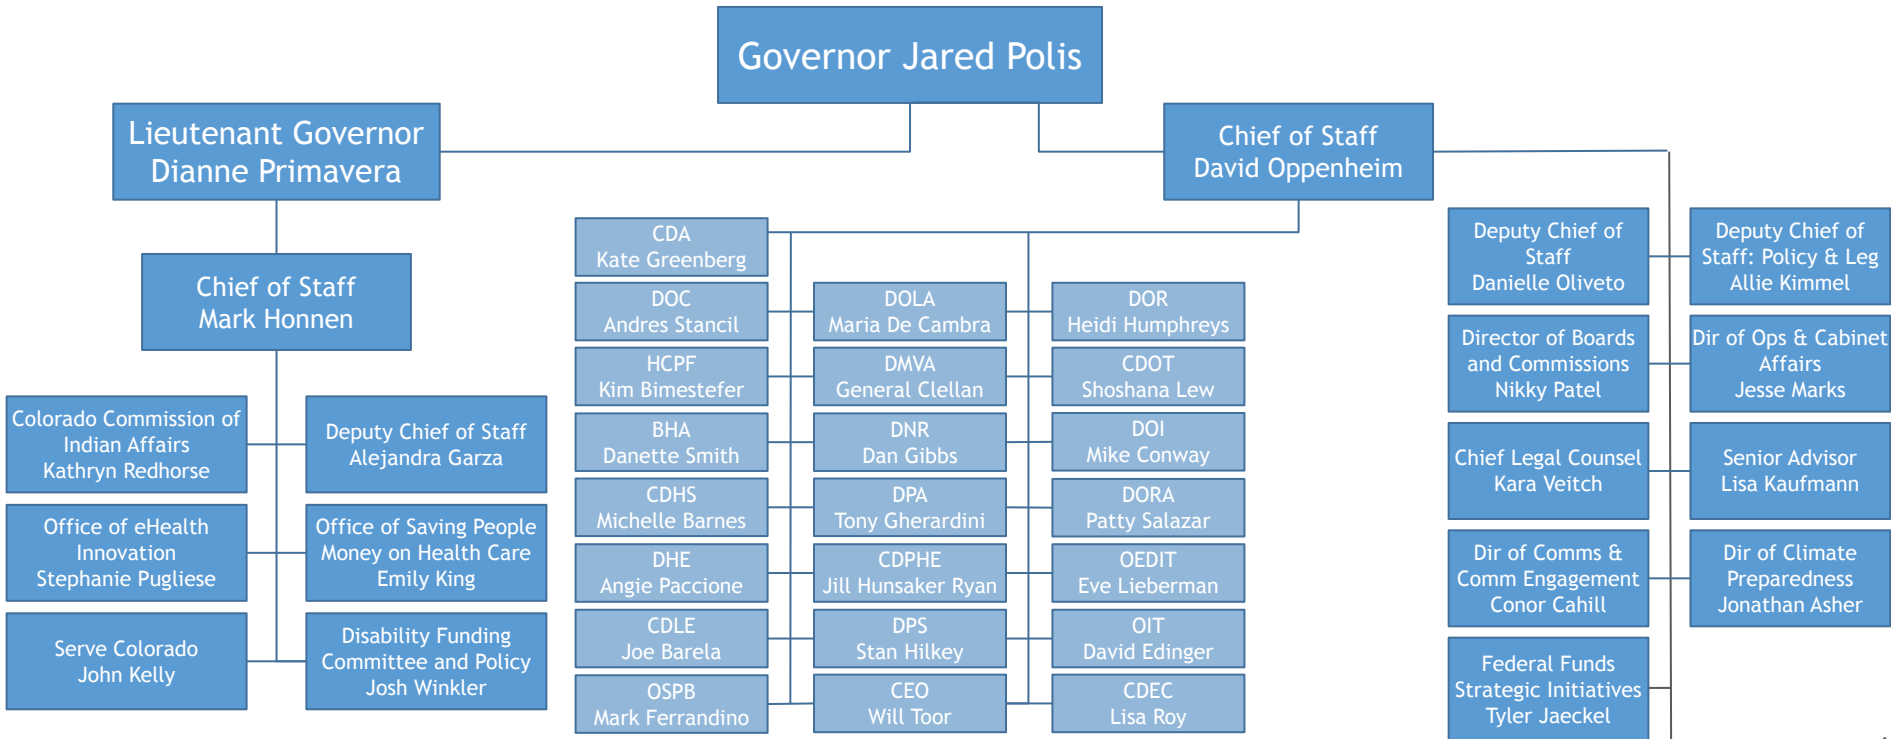 Governor Jared Polis
Lieutenant Governor
Dianne Primavera
Chief of Staff
David Oppenheim
Chief of Staff
Mark Honnen
Colorado Commission of
Indian Affairs
Kathryn Redhorse
Deputy Chief of Staff
Alejandra Garza
Office of eHealth
Innovation
Stephanie Pugliese
Office of Saving People
Money on Health Care
Emily King
Serve Colorado
John Kelly
Disability Funding
Committee and Policy
Josh Winkler
CDA
Kate Greenberg
DOC
Andres Stancil
DOLA
Maria De Cambra
DOR
Heidi Humphreys
HCPF
Kim Bimestefer
DMVA
General Clellan
CDOT
Shoshana Lew
BHA
Danette Smith
DNR
Dan Gibbs
DOI
Mike Conway
CDHS
Michelle Barnes
DPA
Tony Gherardini
DORA
Patty Salazar
DHE
Angie Paccione
CDPHE
Jill Hunsaker Ryan
OEDIT
Eve Lieberman
CDLE
Joe Barela
DPS
Stan Hilkey
OIT
David Edinger
OSPB
Mark Ferrandino
CEO
Will Toor
CDEC
Lisa Roy
Deputy Chief of
Staff
Danielle Oliveto
Deputy Chief of
Staff: Policy & Leg
Allie Kimmel
Director of Boards
and Commissions
Nikky Patel
Dir of Ops & Cabinet
Affairs
Jesse Marks
Chief Legal Counsel
Kara Veitch
Senior Advisor
Lisa Kaufmann
Dir of Comms &
Comm Engagement
Conor Cahill
Dir of Climate
Preparedness
Jonathan Asher
Federal Funds
Strategic Initiatives
Tyler Jaeckel